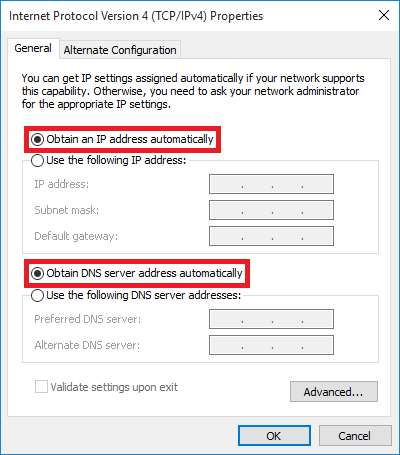 Internet Protocol Version 4 (TCP/IPv4) Properties
General
Alternate Configuration
You can get IP settings assigned automatically if your network supports
this capability. Otherwise, you need to ask your network administrator
for the appropriate IP settings.
Obtain an IP address automatically
Use the following IP address:
IP address: . . .
Subnet mask: . . .
Default gateway: . . .
Obtain DNS server address automatically
Use the following DNS server addresses:
Preferred DNS server: . . .
Alternate DNS server: . . .
Validate settings upon exit
Advanced...
OK
Cancel